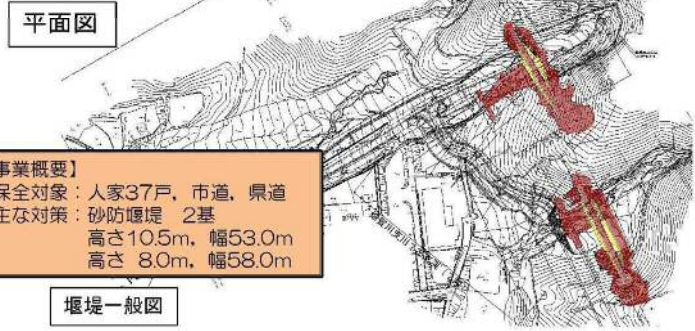 平面図
事業概要】
保全対象：人家37戸，市道，県道
主な対策：砂防堰堤　2基
高さ10.5m，幅53.0m
高さ 8.0m，幅58.0m
堰堤一般図